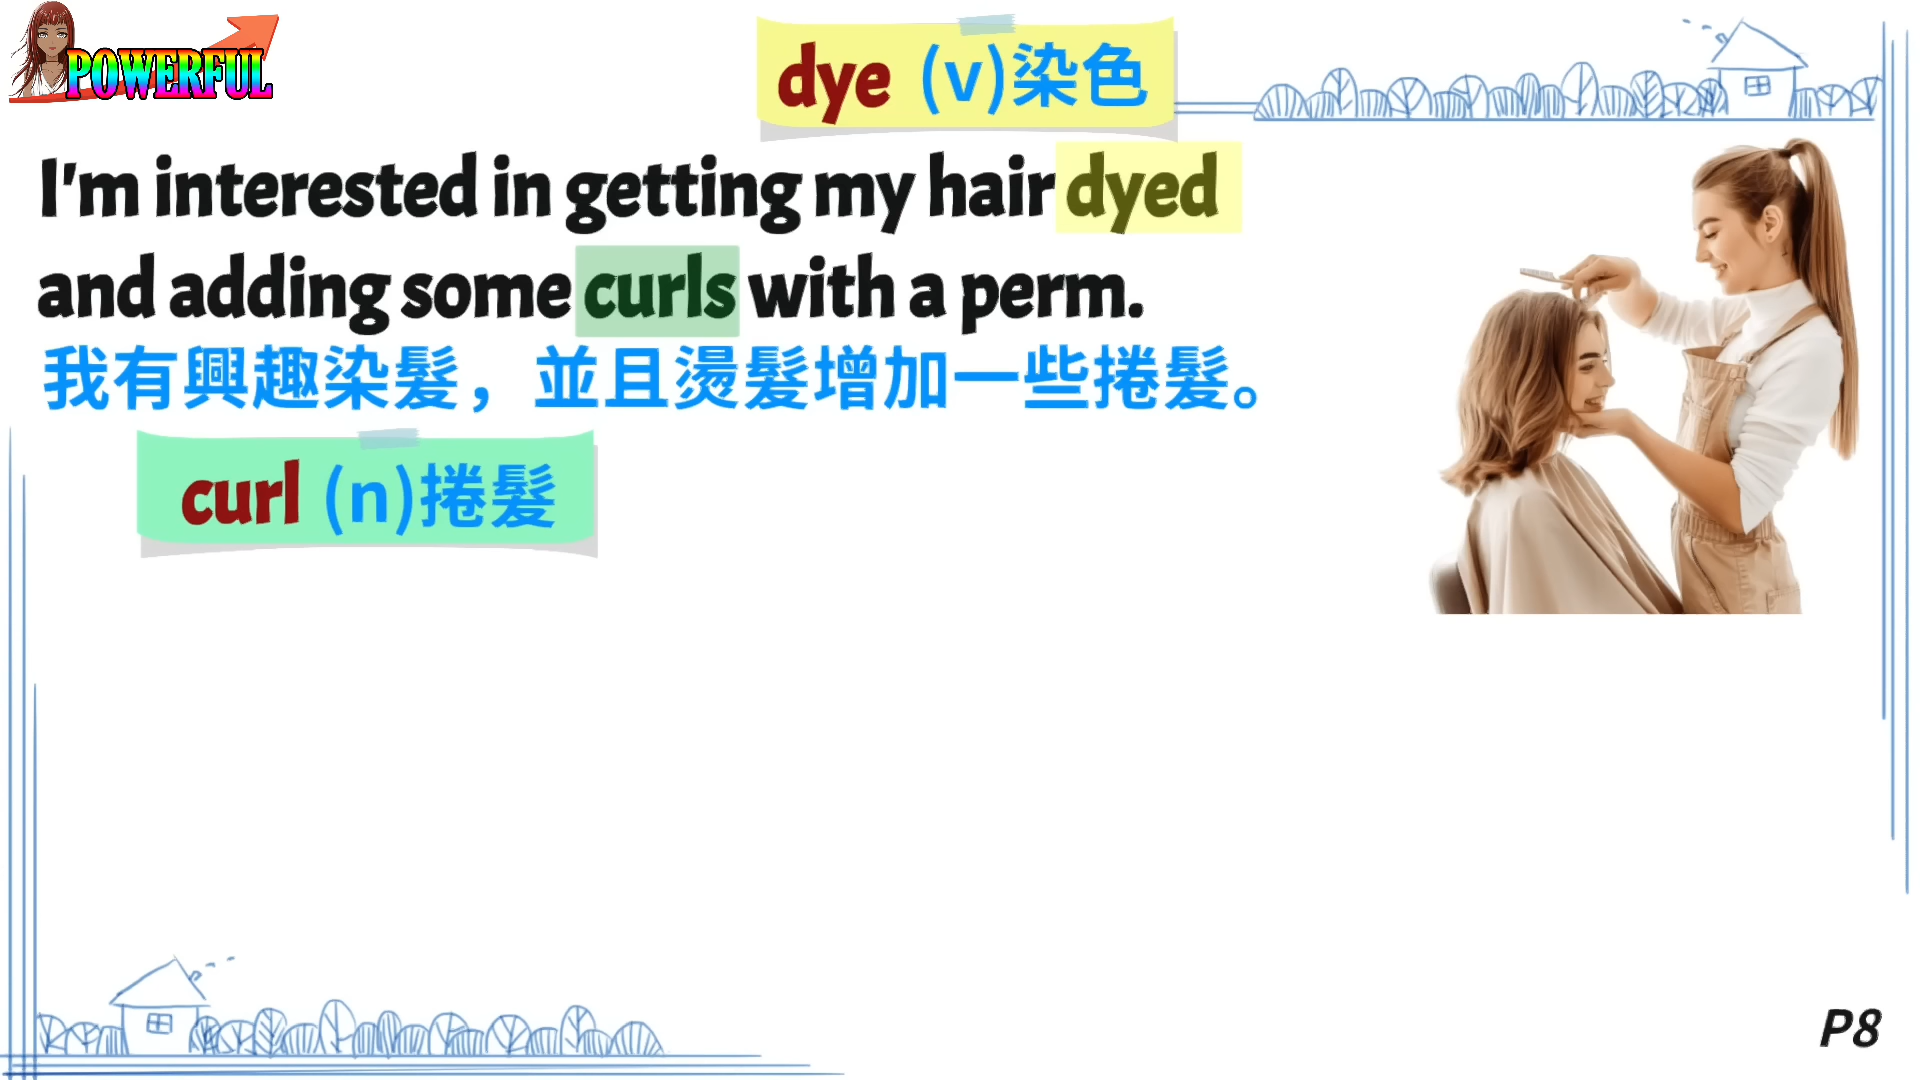 POWERFUL
dye (v)染色
I'm interested in getting my hair dyed
and adding some curls with a perm.
我有興趣染髮，並且燙髮增加一些捲髮。
curl (n)捲髮
P8